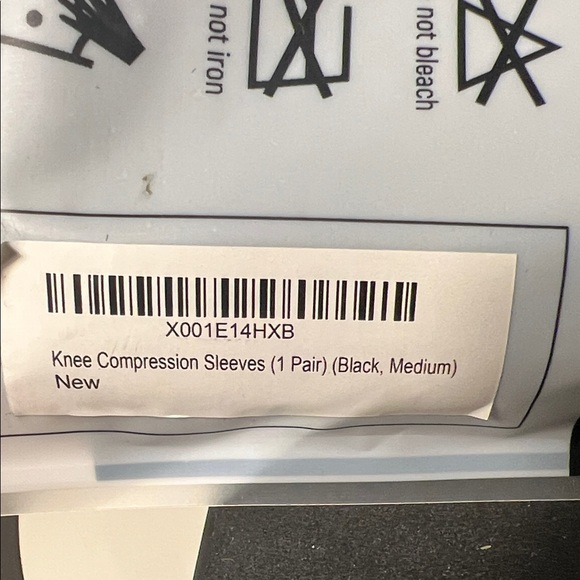 not iron
not bleach
X001E14HXB
Knee Compression Sleeves (1 Pair) (Black, Medium)
New